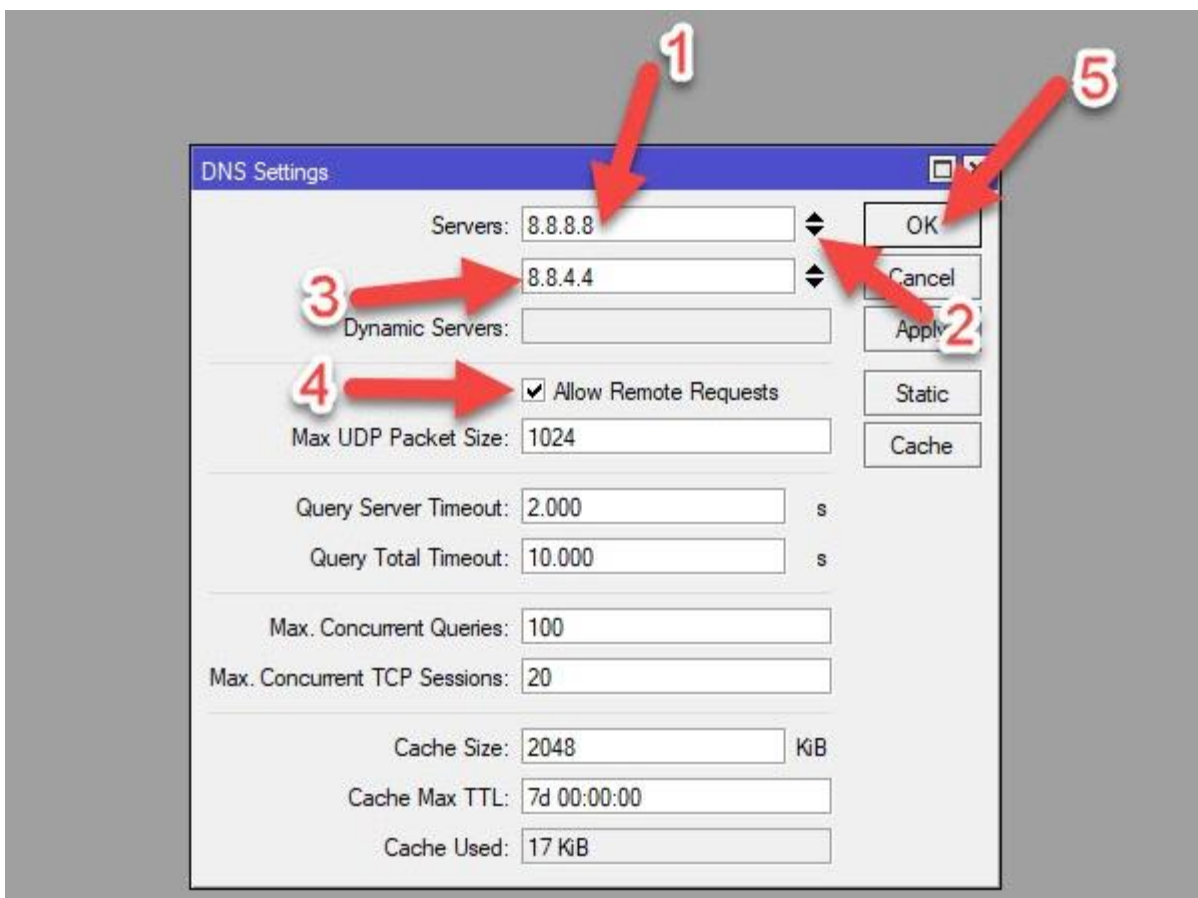 1
5
DNS Settings
Servers: 8.8.8.8 OK
8.8.4.4 Cancel
3
Dynamic Servers: Apply 2
4 Allow Remote Requests Static
Max UDP Packet Size: 1024 Cache
Query Server Timeout: 2.000 s
Query Total Timeout: 10.000 s
Max. Concurrent Queries: 100
Max. Concurrent TCP Sessions: 20
Cache Size: 2048 KiB
Cache Max TTL: 7d 00:00:00
Cache Used: 17 KiB